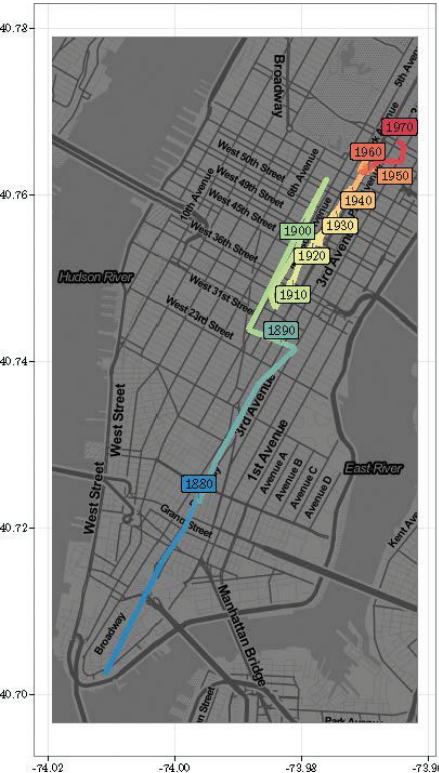 40.78
Broadway
5th Aven
1970
West 50th Street
1960
6th Avenue
West 49th Street
40.76
1950
10th Avenue
West 45th Street
1940
1930
1900
West 36th Street
1920
3rd Avenue
Hudson River
West 31st Street
1910
West 23rd Street
1890
40.74
3rd Avenue
West Street
1st Avenue
Avenue A
Avenue B
Avenue C
Avenue D
East River
1880
West Street
Grand Street
40.72
Kent Av
Broadway
Manhattan Bridge
40.70
n Street
Park Avenue
-74.02
-74.00
-73.98
-73.96